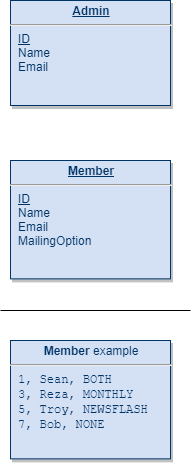 Admin
ID
Name
Email
Member
ID
Name
Email
MailingOption
Member example
1, Sean, BOTH
3, Reza, MONTHLY
5, Troy, NEWSFLASH
7, Bob, NONE